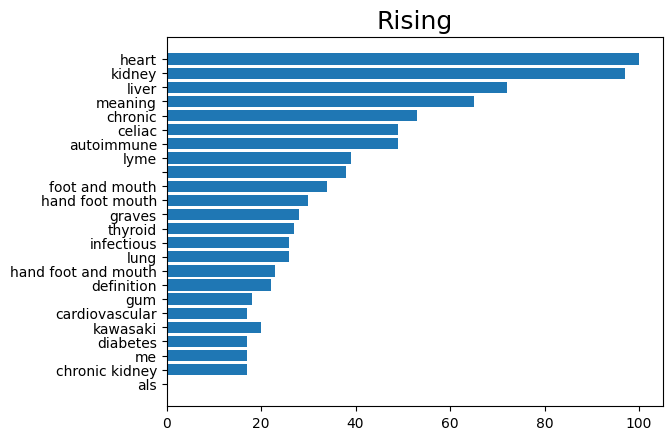 Rising
heart
kidney
liver
meaning
chronic
celiac
autoimmune
lyme
foot and mouth
hand foot mouth
graves
thyroid
infectious
lung
hand foot and mouth
definition
gum
cardiovascular
kawasaki
diabetes
me
chronic kidney
als
0 20 40 60 80 100